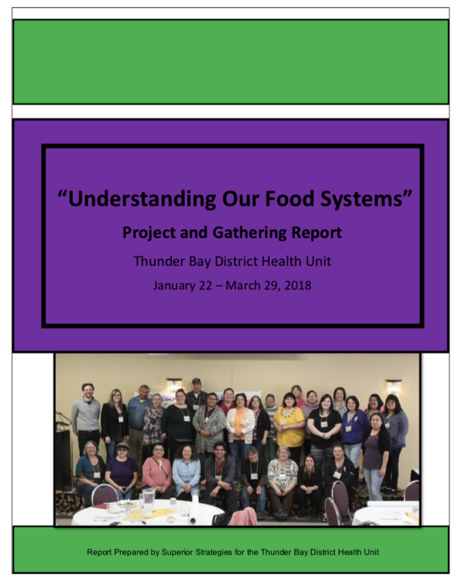 “Understanding Our Food Systems”
Project and Gathering Report
Thunder Bay District Health Unit
January 22 – March 29, 2018
Report Prepared by Superior Strategies for the Thunder Bay District Health Unit